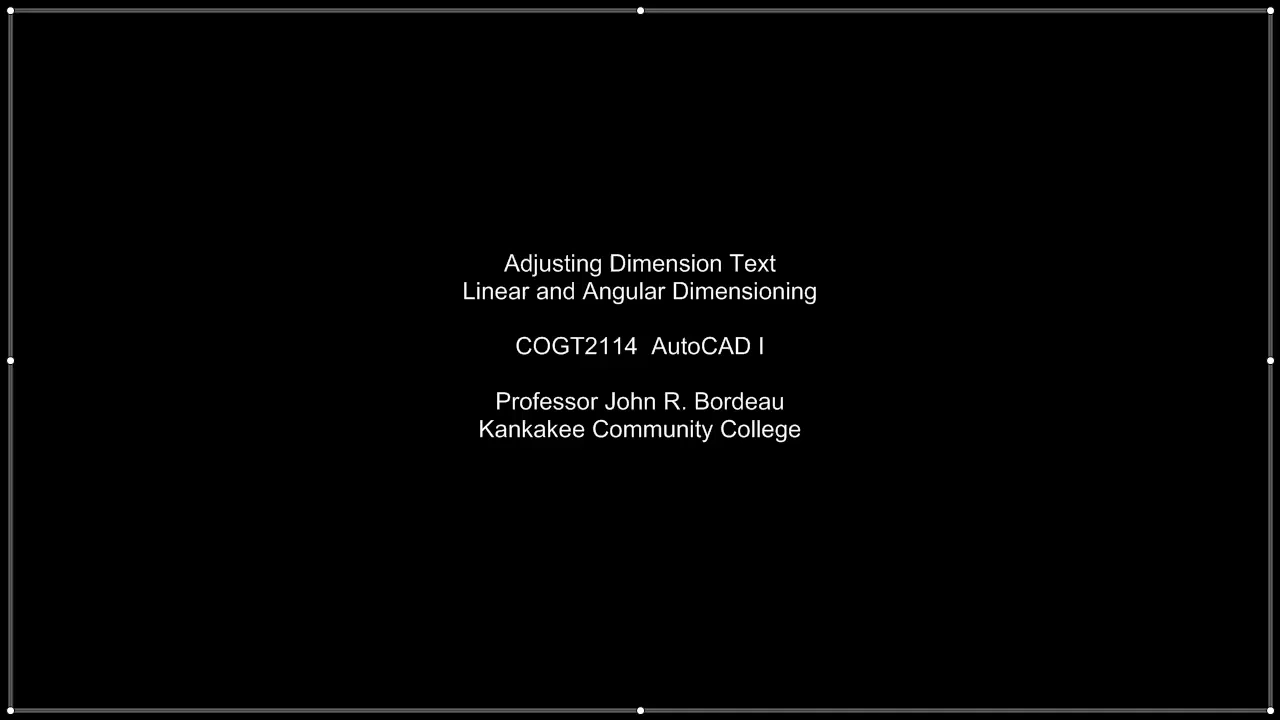 Adjusting Dimension Text
Linear and Angular Dimensioning
COGT2114  AutoCAD I
Professor John R. Bordeau
Kankakee Community College